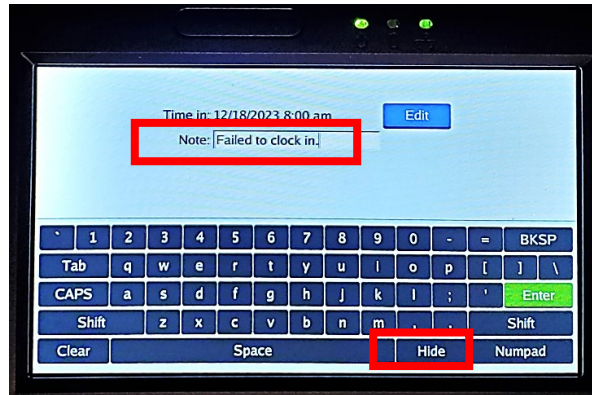 Time in: 12/18/2023 8:00 am Edit
Note: Failed to clock in.
` 1 2 3 4 5 6 7 8 9 0 - = BKSP
Tab q w e r t y u i o p [ ] \
CAPS a s d f g h j k l ; ' Enter
Shift z x c v b n m , . Shift
Clear Space Hide Numpad